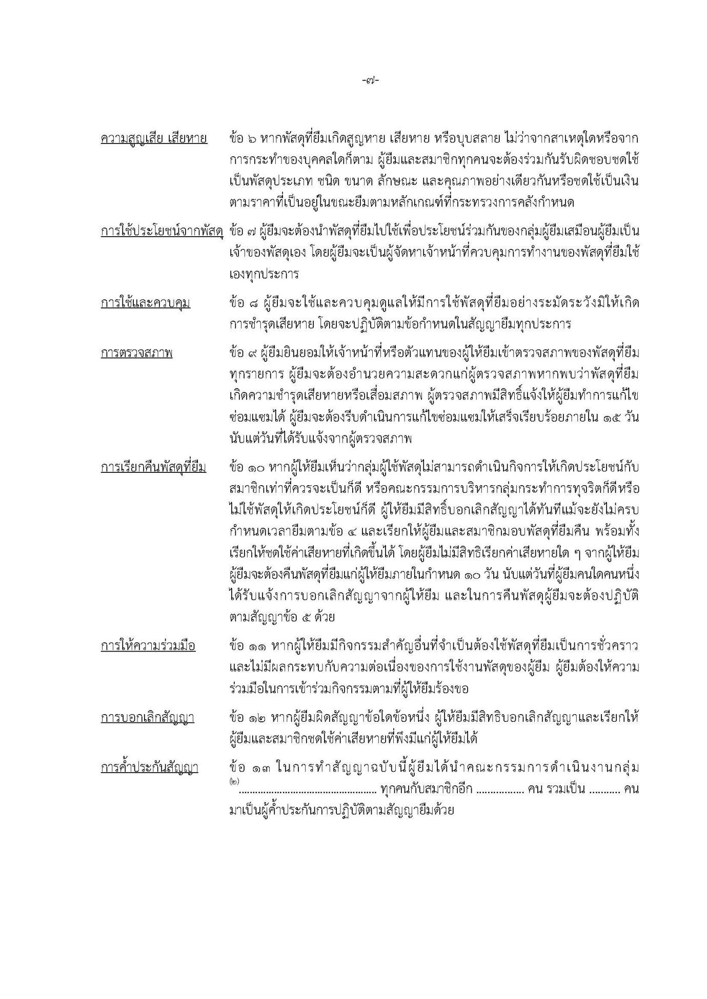 -๗-
ความสูญเสีย เสียหาย ข้อ ๖ หากพัสดุที่ยืมเกิดสูญหาย เสียหาย หรือบุบสลาย ไม่ว่าจากสาเหตุใดหรือจาก
การกระทำของบุคคลใดก็ตาม ผู้ยืมและสมาชิกทุกคนจะต้องร่วมกันรับผิดชอบชดใช้
เป็นพัสดุประเภท ชนิด ขนาด ลักษณะ และคุณภาพอย่างเดียวกันหรือชดใช้เป็นเงิน
ตามราคาที่เป็นอยู่ในขณะยืมตามหลักเกณฑ์ที่กระทรวงการคลังกำหนด
การใช้ประโยชน์จากพัสดุ ข้อ ๗ ผู้ยืมจะต้องนำพัสดุที่ยืมไปใช้เพื่อประโยชน์ร่วมกันของกลุ่มผู้ยืมเสมือนผู้ยืมเป็น
เจ้าของพัสดุเอง โดยผู้ยืมจะเป็นผู้จัดหาเจ้าหน้าที่ควบคุมการทำงานของพัสดุที่ยืมใช้
เองทุกประการ
การใช้และควบคุม ข้อ ๘ ผู้ยืมจะใช้และควบคุมดูแลให้มีการใช้พัสดุที่ยืมอย่างระมัดระวังมิให้เกิด
การชำรุดเสียหาย โดยจะปฏิบัติตามข้อกำหนดในสัญญายืมทุกประการ
การตรวจสภาพ ข้อ ๙ ผู้ยืมยินยอมให้เจ้าหน้าที่หรือตัวแทนของผู้ให้ยืมเข้าตรวจสภาพของพัสดุที่ยืม
ทุกรายการ ผู้ยืมจะต้องอำนวยความสะดวกแก่ผู้ตรวจสภาพหากพบว่าพัสดุที่ยืม
เกิดความชำรุดเสียหายหรือเสื่อมสภาพ ผู้ตรวจสภาพมีสิทธิ์แจ้งให้ผู้ยืมทำการแก้ไข
ซ่อมแซมได้ ผู้ยืมจะต้องรีบดำเนินการแก้ไขซ่อมแซมให้เสร็จเรียบร้อยภายใน ๑๕ วัน
นับแต่วันที่ได้รับแจ้งจากผู้ตรวจสภาพ
การเรียกคืนพัสดุที่ยืม ข้อ ๑๐ หากผู้ให้ยืมเห็นว่ากลุ่มผู้ใช้พัสดุไม่สามารถดำเนินกิจการให้เกิดประโยชน์กับ
สมาชิกเท่าที่ควรจะเป็นก็ดี หรือคณะกรรมการบริหารกลุ่มกระทำการทุจริตก็ดีหรือ
ไม่ใช้พัสดุให้เกิดประโยชน์ก็ดี ผู้ให้ยืมมีสิทธิ์บอกเลิกสัญญาได้ทันทีแม้จะยังไม่ครบ
กำหนดเวลายืมตามข้อ ๔ และเรียกให้ผู้ยืมและสมาชิกมอบพัสดุที่ยืมคืน พร้อมทั้ง
เรียกให้ชดใช้ค่าเสียหายที่เกิดขึ้นได้ โดยผู้ยืมไม่มีสิทธิเรียกค่าเสียหายใด ๆ จากผู้ให้ยืม
ผู้ยืมจะต้องคืนพัสดุที่ยืมแก่ผู้ให้ยืมภายในกำหนด ๑๐ วัน นับแต่วันที่ผู้ยืมคนใดคนหนึ่ง
ได้รับแจ้งการบอกเลิกสัญญาจากผู้ให้ยืม และในการคืนพัสดุผู้ยืมจะต้องปฏิบัติ
ตามสัญญาข้อ ๕ ด้วย
การให้ความร่วมมือ ข้อ ๑๑ หากผู้ให้ยืมมีกิจกรรมสำคัญอื่นที่จำเป็นต้องใช้พัสดุที่ยืมเป็นการชั่วคราว
และไม่มีผลกระทบกับความต่อเนื่องของการใช้งานพัสดุของผู้ยืม ผู้ยืมต้องให้ความ
ร่วมมือในการเข้าร่วมกิจกรรมตามที่ผู้ให้ยืมร้องขอ
การบอกเลิกสัญญา ข้อ ๑๒ หากผู้ยืมผิดสัญญาข้อใดข้อหนึ่ง ผู้ให้ยืมมีสิทธิบอกเลิกสัญญาและเรียกให้
ผู้ยืมและสมาชิกชดใช้ค่าเสียหายที่พึงมีแก่ผู้ให้ยืมได้
การค้ำประกันสัญญา ข้อ ๑๓ ในการทำสัญญาฉบับนี้ผู้ยืมได้นำคณะกรรมการดำเนินงานกลุ่ม
(๒)................................................... ทุกคนกับสมาชิกอีก ................. คน รวมเป็น ........... คน
มาเป็นผู้ค้ำประกันการปฏิบัติตามสัญญายืมด้วย